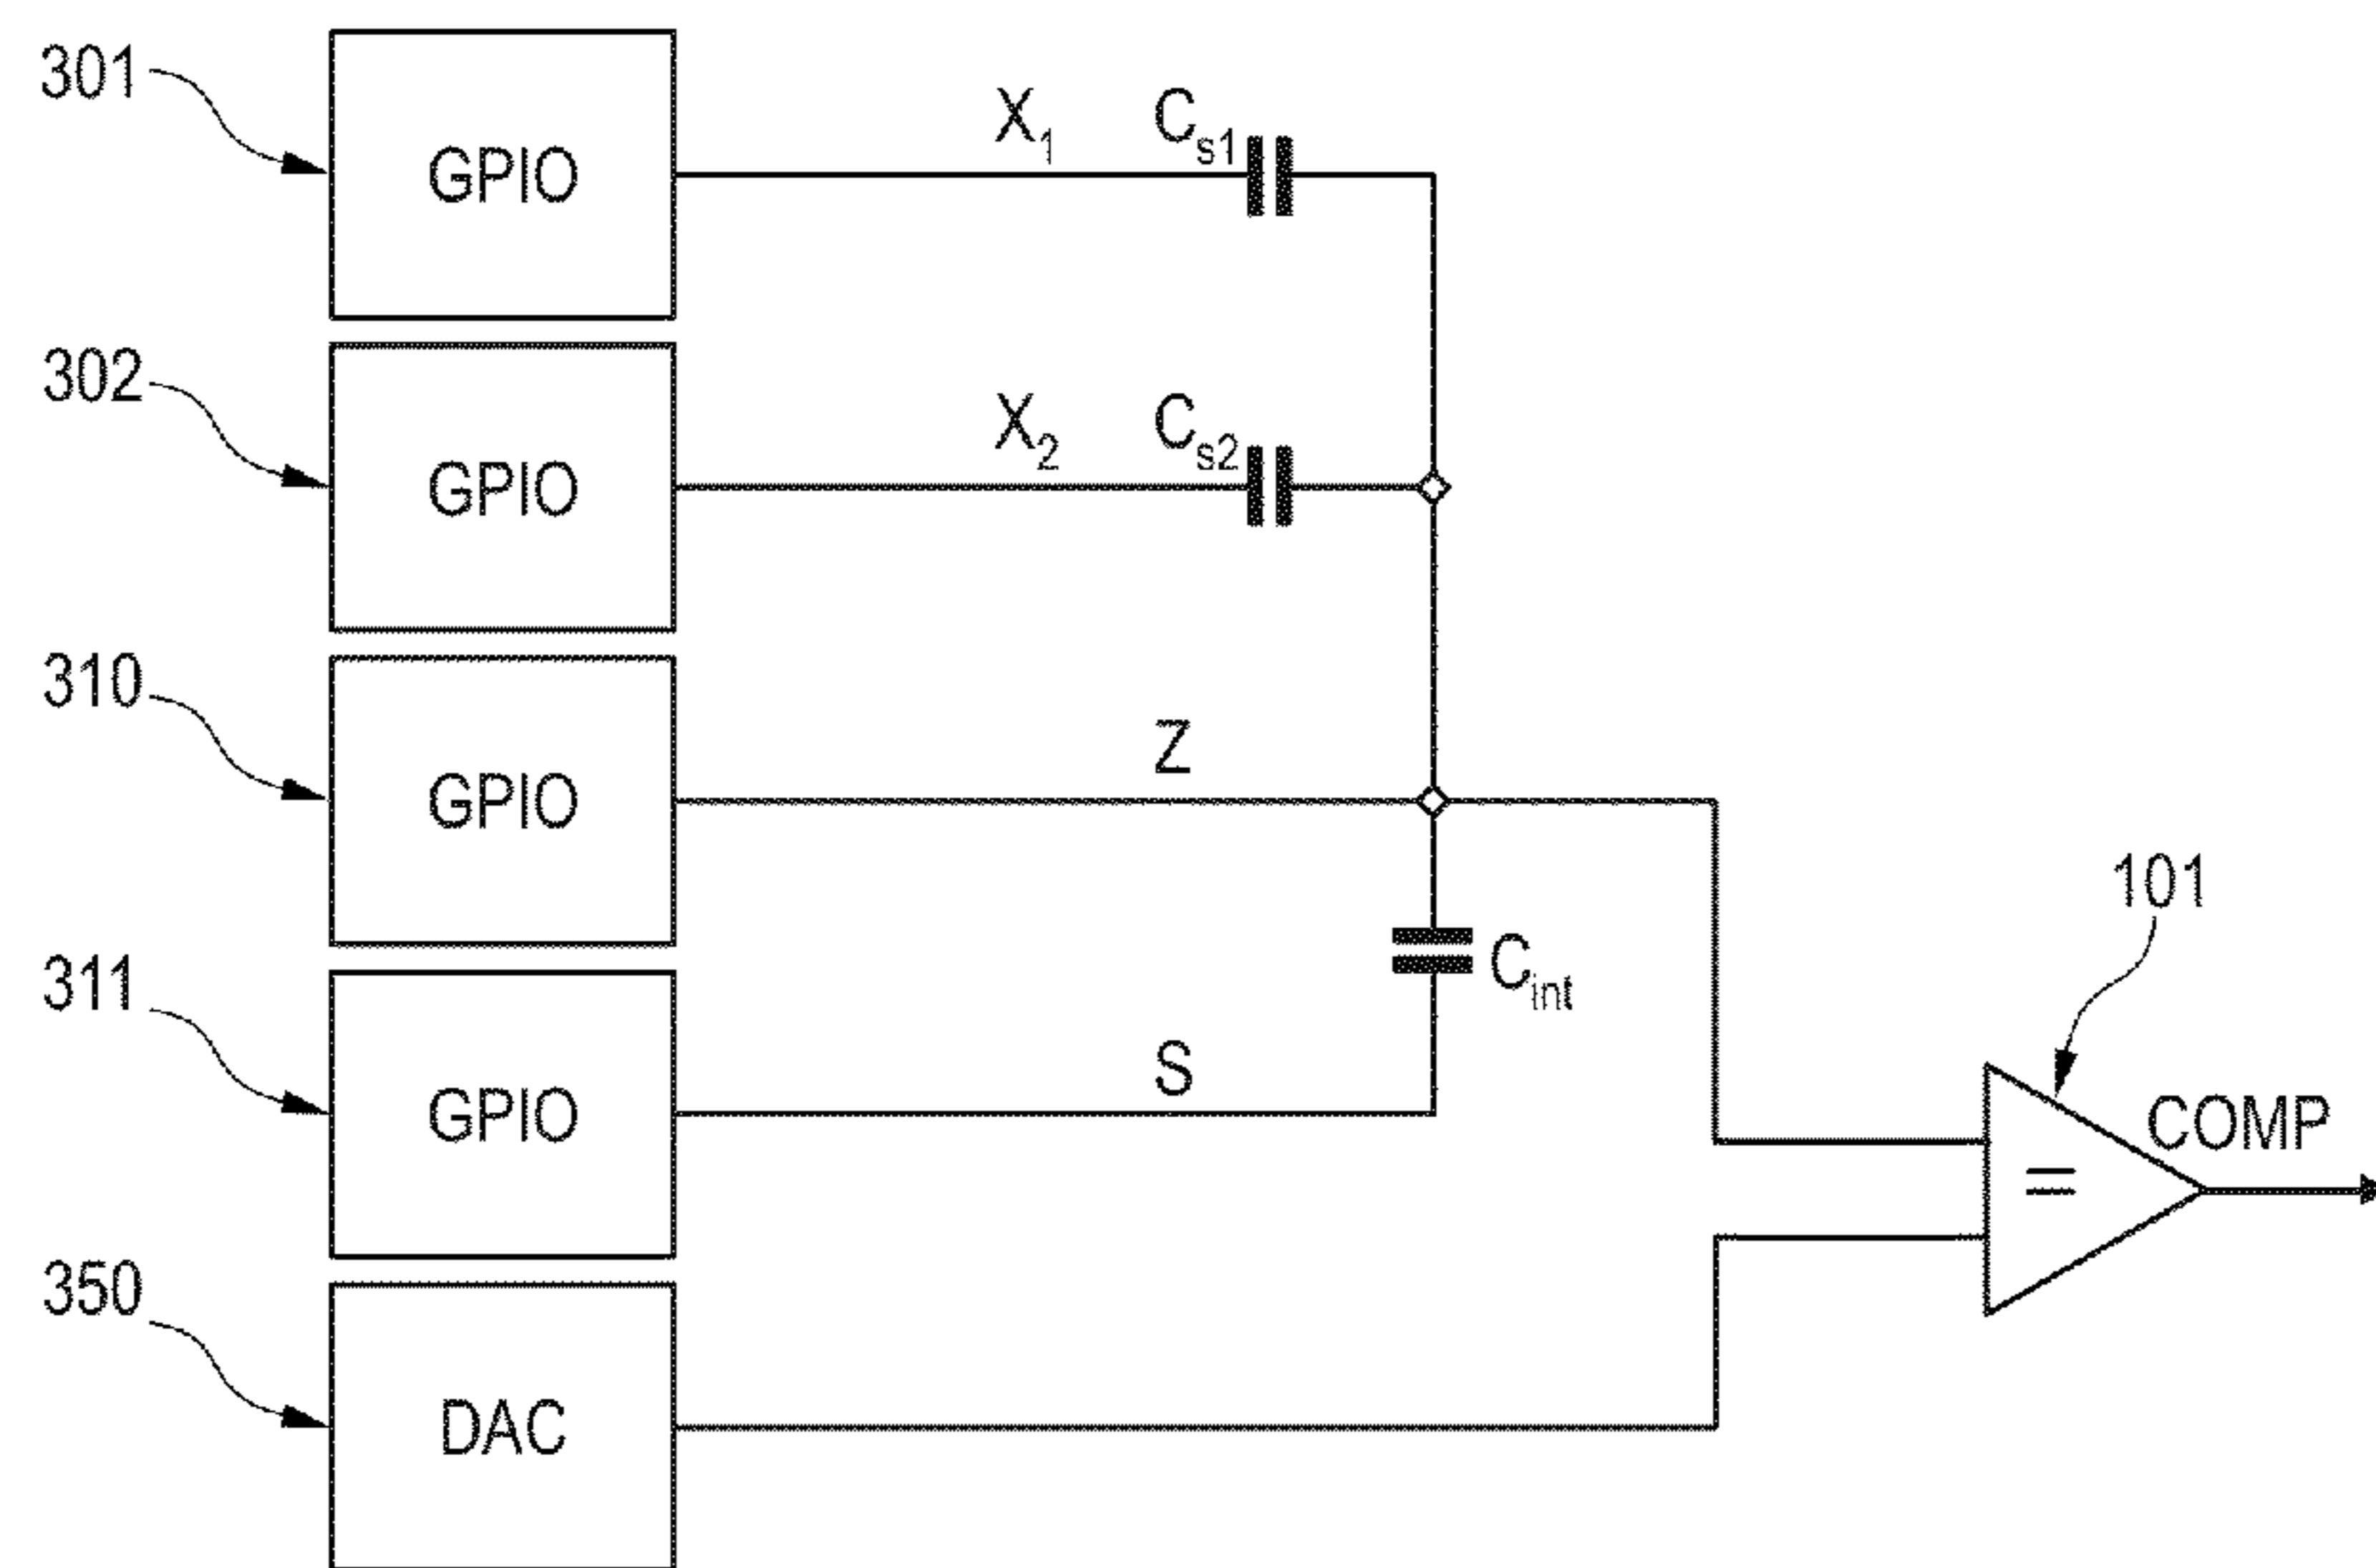 301
GPIO
X1
Cs1
302
GPIO
X2
Cs2
310
GPIO
Z
311
GPIO
S
Cint
101
COMP
=
350
DAC